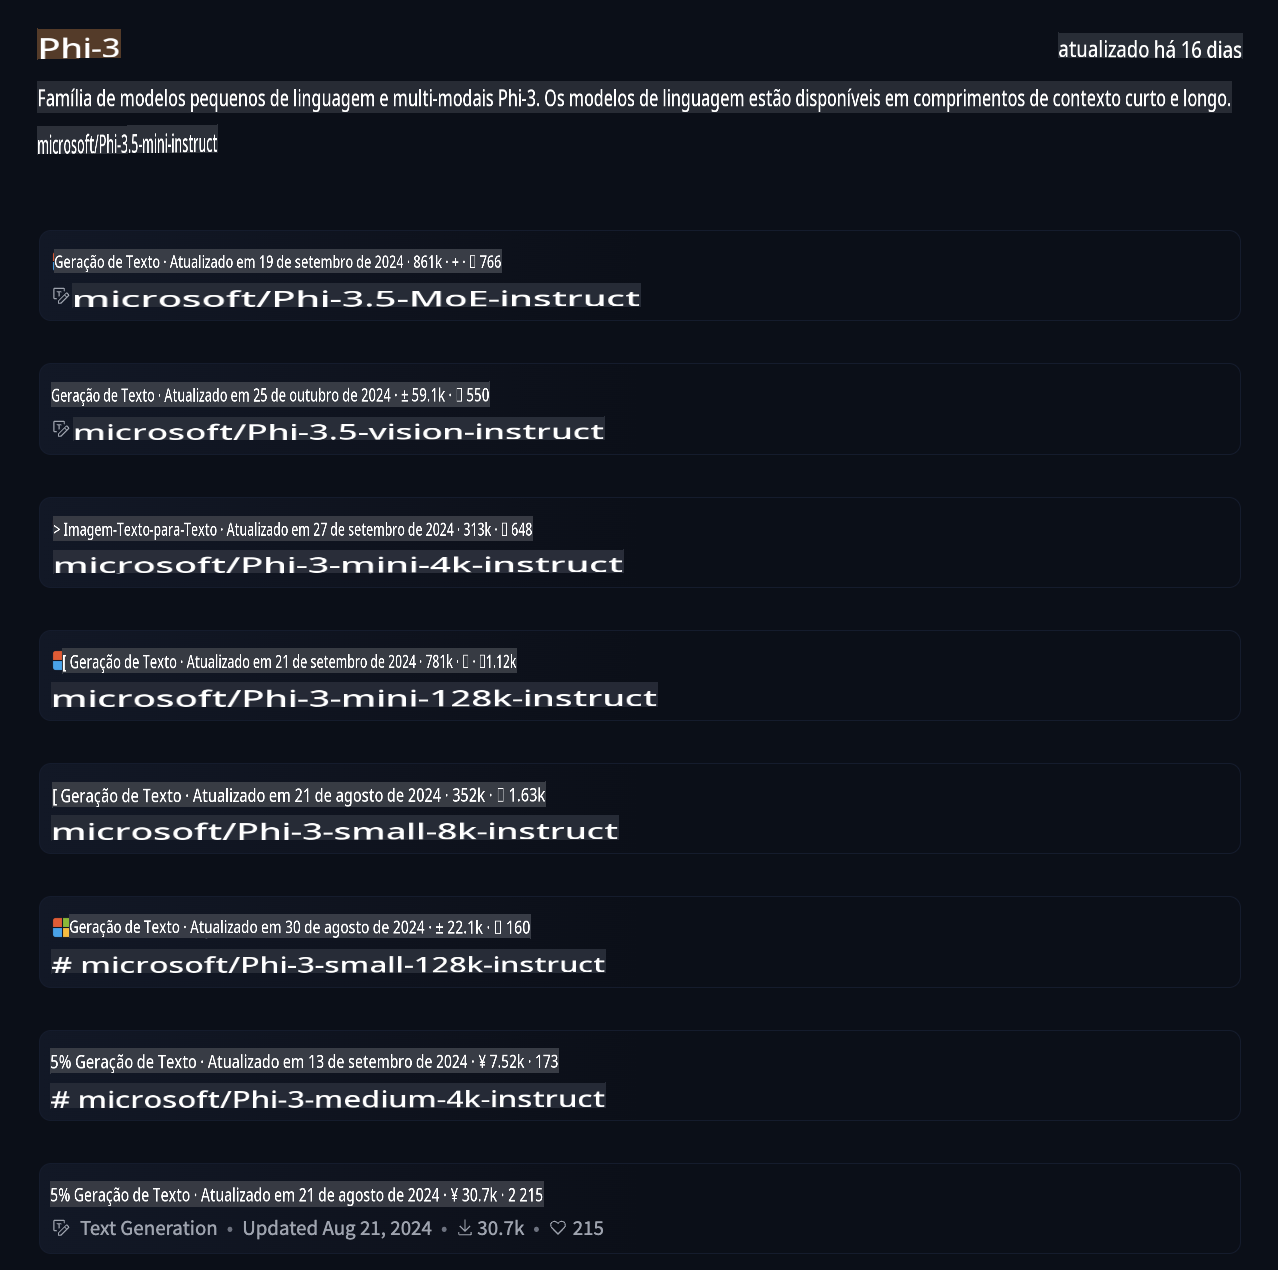 Phi-3
atualizado há 16 dias
Família de modelos pequenos de linguagem e multi-modais Phi-3. Os modelos de linguagem estão disponíveis em comprimentos de contexto curto e longo.
microsoft/Phi-3.5-mini-instruct
Geração de Texto · Atualizado em 19 de setembro de 2024 · 861k · + · 766
microsoft/Phi-3.5-MoE-instruct
Geração de Texto · Atualizado em 25 de outubro de 2024 · ± 59.1k · 550
microsoft/Phi-3.5-vision-instruct
> Imagem-Texto-para-Texto · Atualizado em 27 de setembro de 2024 · 313k · 648
microsoft/Phi-3-mini-4k-instruct
[ Geração de Texto · Atualizado em 21 de setembro de 2024 · 781k · · 1.12k
microsoft/Phi-3-mini-128k-instruct
[ Geração de Texto · Atualizado em 21 de agosto de 2024 · 352k · 1.63k
microsoft/Phi-3-small-8k-instruct
Geração de Texto · Atualizado em 30 de agosto de 2024 · ± 22.1k · 160
# microsoft/Phi-3-small-128k-instruct
5% Geração de Texto · Atualizado em 13 de setembro de 2024 · ¥ 7.52k · 173
# microsoft/Phi-3-medium-4k-instruct
5% Geração de Texto · Atualizado em 21 de agosto de 2024 · ¥ 30.7k · 2 215
Text Generation • Updated Aug 21, 2024 • 30.7k • 215